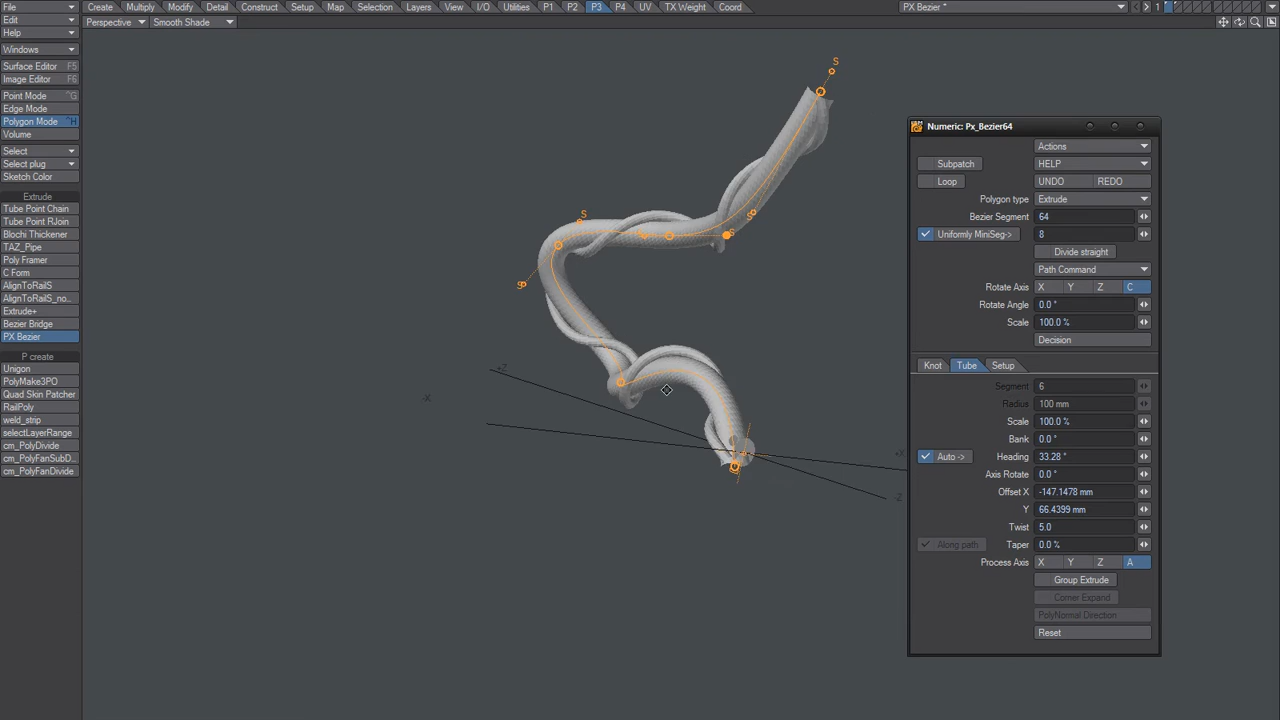 File
Create
Multiply
Modify
Detail
Construct
Setup
Map
Selection
Layers
View
I/O
Utilities
P1
P2
P3
P4
UV
TX Weight
Coord
PX Bezier *
1
Edit
Perspective
Smooth Shade
Help
Windows
Surface Editor F5
Image Editor F6
Point Mode ^G
Edge Mode
Polygon Mode ^H
Volume
Select
Select plug
Sketch Color
Extrude
Tube Point Chain
Tube Point RJoin
Blochi Thickener
TAZ_Pipe
Poly Framer
C Form
AlignToRailS
AlignToRailS_no..
Extrude+
Bezier Bridge
PX Bezier
P create
Unigon
PolyMake3PO
Quad Skin Patcher
RailPoly
weld_strip
selectLayerRange
cm_PolyDivide
cm_PolyFanSubD..
cm_PolyFanDivide
S
S
S
S
S
+Z
-X
+X
-Z
Numeric: Px_Bezier64
Actions
Subpatch
HELP
Loop
UNDO
REDO
Polygon type
Extrude
Bezier Segment
64
Uniformly MiniSeg->
8
Divide straight
Path Command
Rotate Axis
X
Y
Z
C
Rotate Angle
0.0 °
Scale
100.0 %
Decision
Knot
Tube
Setup
Segment
6
Radius
100 mm
Scale
100.0 %
Bank
0.0 °
Auto ->
Heading
33.28 °
Axis Rotate
0.0 °
Offset X
-147.1478 mm
Y
66.4399 mm
Twist
5.0
Along path
Taper
0.0 %
Process Axis
X
Y
Z
A
Group Extrude
Corner Expand
PolyNormal Direction
Reset